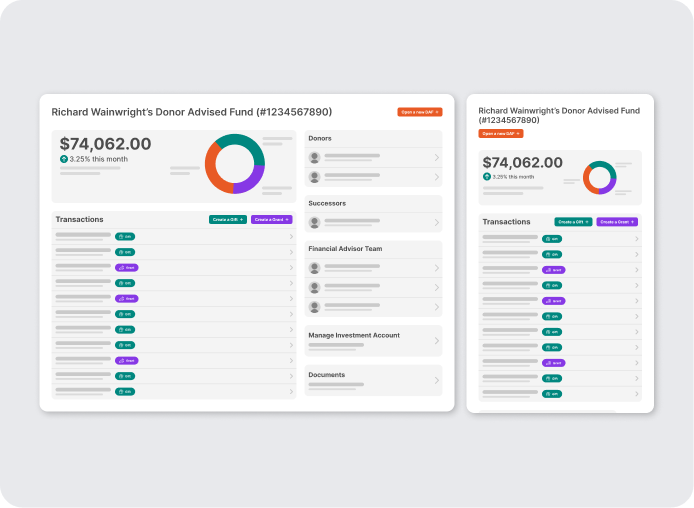 Richard Wainwright's Donor Advised Fund (#1234567890)
Open a new DAF +
$74,062.00
3.25% this month
Transactions
Create a Gift +
Create a Grant +
Gift
Gift
Grant
Gift
Grant
Gift
Gift
Gift
Grant
Gift
Gift
Donors
Successors
Financial Advisor Team
Manage Investment Account
Documents
Richard Wainwright's Donor Advised Fund
(#1234567890)
Open a new DAF +
$74,062.00
3.25% this month
Transactions
Create a Gift +
Create a Grant +
Gift
Gift
Grant
Gift
Grant
Gift
Gift
Gift
Grant
Gift
Gift